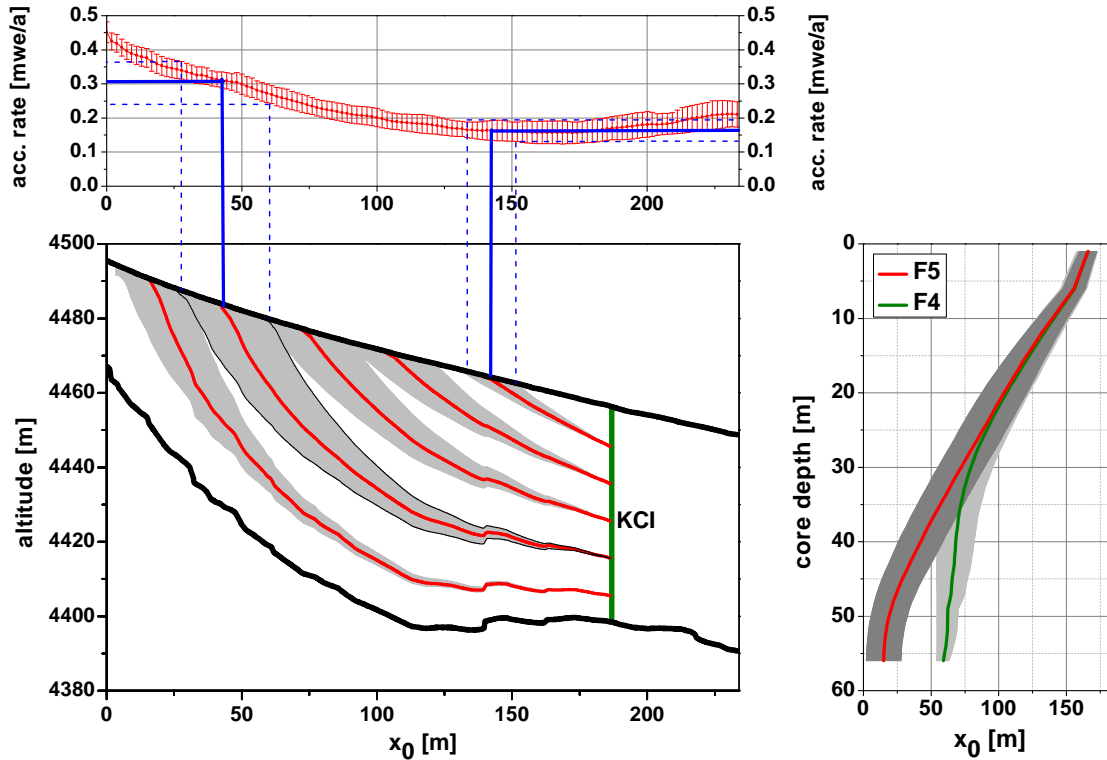 0.5 0.5
0.4 0.4
0.3 0.3
0.2 0.2
0.1 0.1
0.0 0.0
acc. rate [mwe/a]
acc. rate [mwe/a]
0 50 100 150 200
4500
4480
4460
4440
4420
4400
4380
altitude [m]
KCI
0 50 100 150 200
x0 [m]
F5
F4
0
10
20
30
40
50
60
core depth [m]
0 50 100 150
x0 [m]